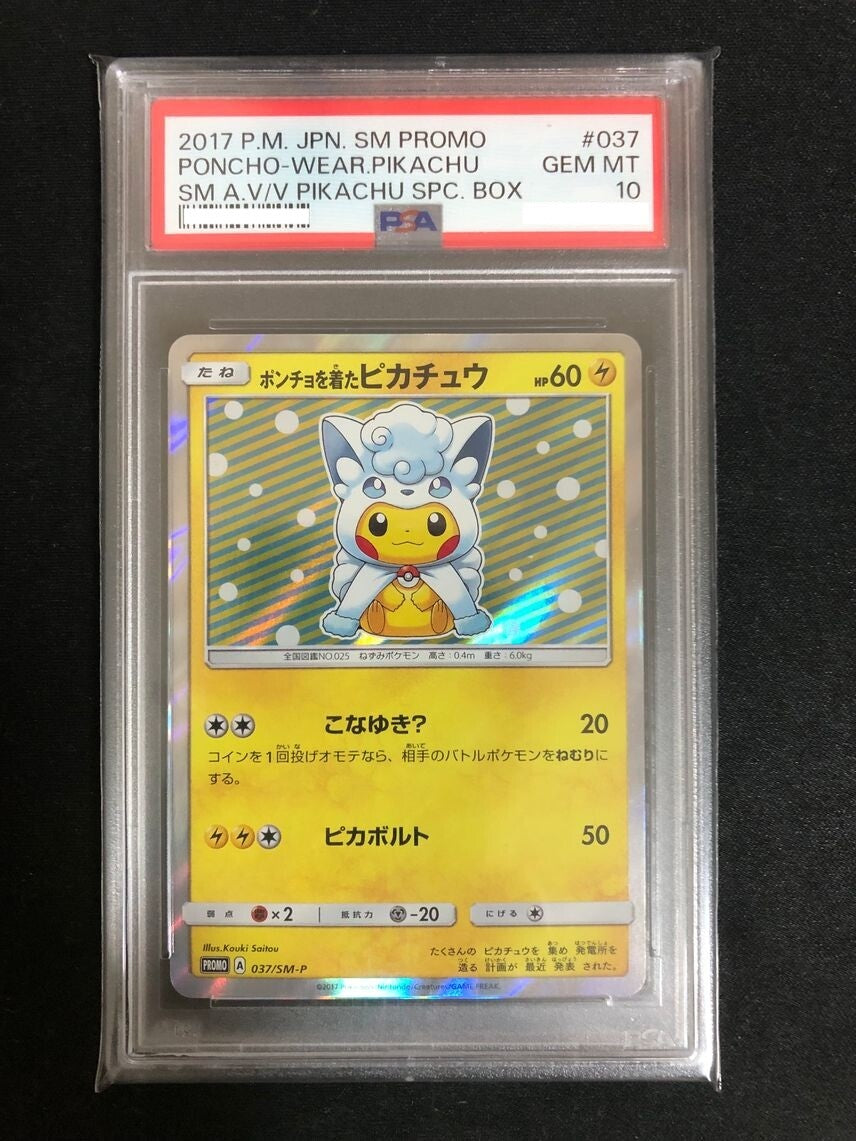 2017 P.M. JPN. SM PROMO #037
PONCHO-WEAR.PIKACHU GEM MT
SM A.V/V PIKACHU SPC. BOX 10
PSA
たね ポンチョを着たピカチュウ HP60
全国図鑑NO.025 ねずみポケモン 高さ:0.4m 重さ:6.0kg
こなゆき? 20
コインを1回投げオモテなら、相手のバトルポケモンをねむりに
する。
ピカボルト 50
弱点 ×2 抵抗力 -20 にげる
Illus.Kouki Saitou
たくさんの ピカチュウを 集め 発電所を
造る 計画が 最近 発表 された。
PROMO A 037/SM-P
©2017 Pokémon/Nintendo/Creatures/GAME FREAK.